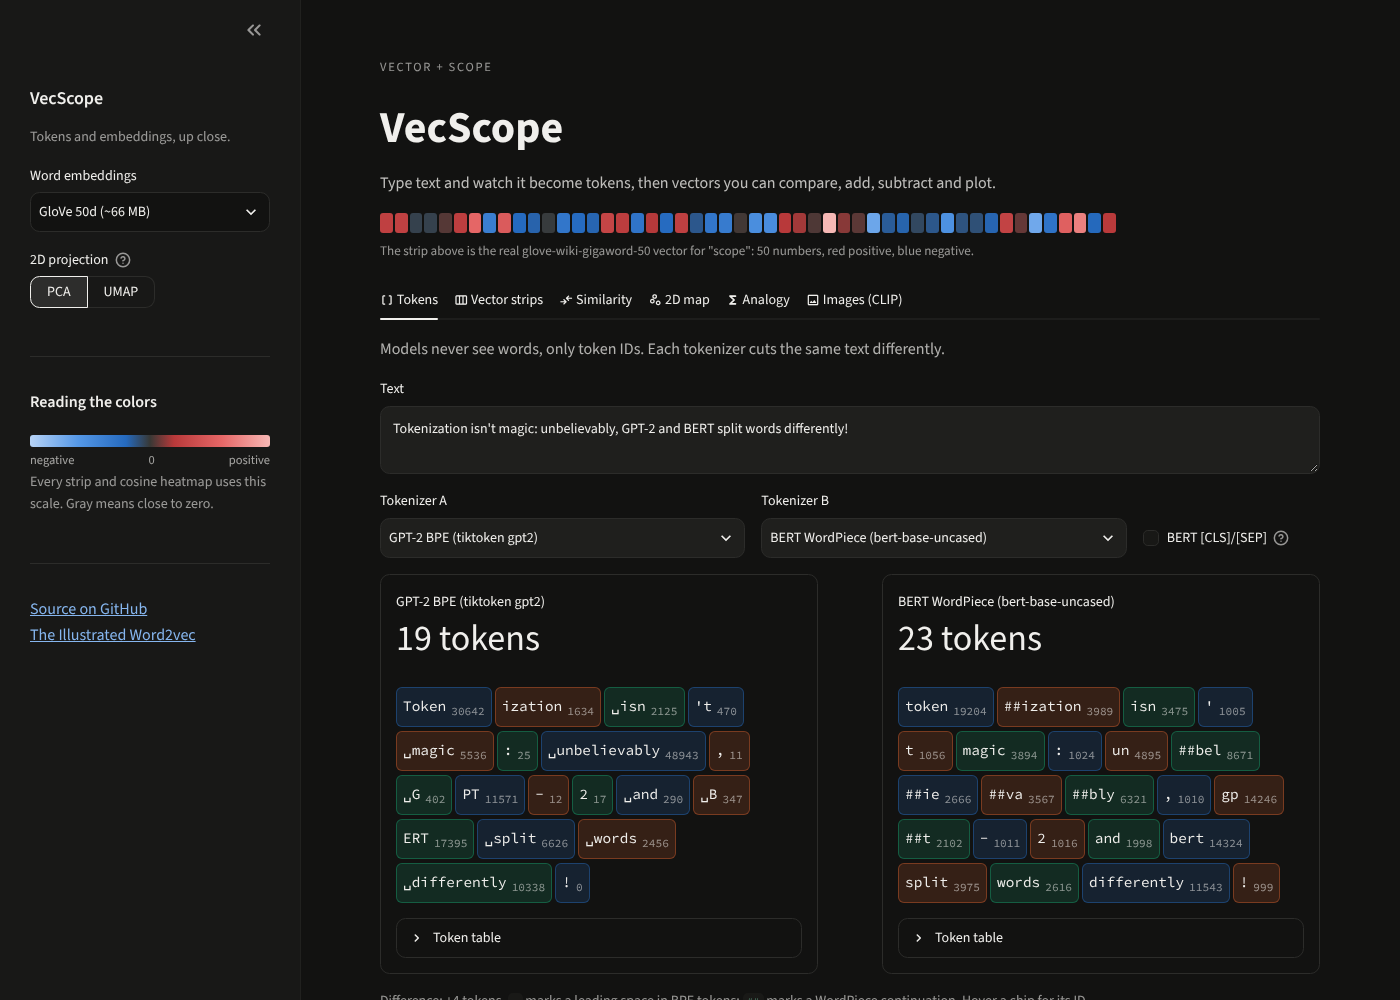 VecScope
Tokens and embeddings, up close.
Word embeddings
GloVe 50d (~66 MB)
2D projection
PCA UMAP
Reading the colors
negative 0 positive
Every strip and cosine heatmap uses this
scale. Gray means close to zero.
Source on GitHub
The Illustrated Word2vec
VECTOR + SCOPE
VecScope
Type text and watch it become tokens, then vectors you can compare, add, subtract and plot.
The strip above is the real glove-wiki-gigaword-50 vector for "scope": 50 numbers, red positive, blue negative.
Tokens Vector strips Similarity 2D map Analogy Images (CLIP)
Models never see words, only token IDs. Each tokenizer cuts the same text differently.
Text
Tokenization isn't magic: unbelievably, GPT-2 and BERT split words differently!
Tokenizer A Tokenizer B
GPT-2 BPE (tiktoken gpt2) BERT WordPiece (bert-base-uncased) BERT [CLS]/[SEP]
GPT-2 BPE (tiktoken gpt2)
19 tokens
Token 30642 ization 1634 ␣isn 2125 't 470
␣magic 5536 : 25 ␣unbelievably 48943 , 11
␣G 402 PT 11571 - 12 2 17 ␣and 290 ␣B 347
ERT 17395 ␣split 6626 ␣words 2456
␣differently 10338 ! 0
Token table
BERT WordPiece (bert-base-uncased)
23 tokens
token 19204 ##ization 3989 isn 3475 ' 1005
t 1056 magic 3894 : 1024 un 4895 ##bel 8671
##ie 2666 ##va 3567 ##bly 6321 , 1010 gp 14246
##t 2102 - 1011 2 1016 and 1998 bert 14324
split 3975 words 2616 differently 11543 ! 999
Token table